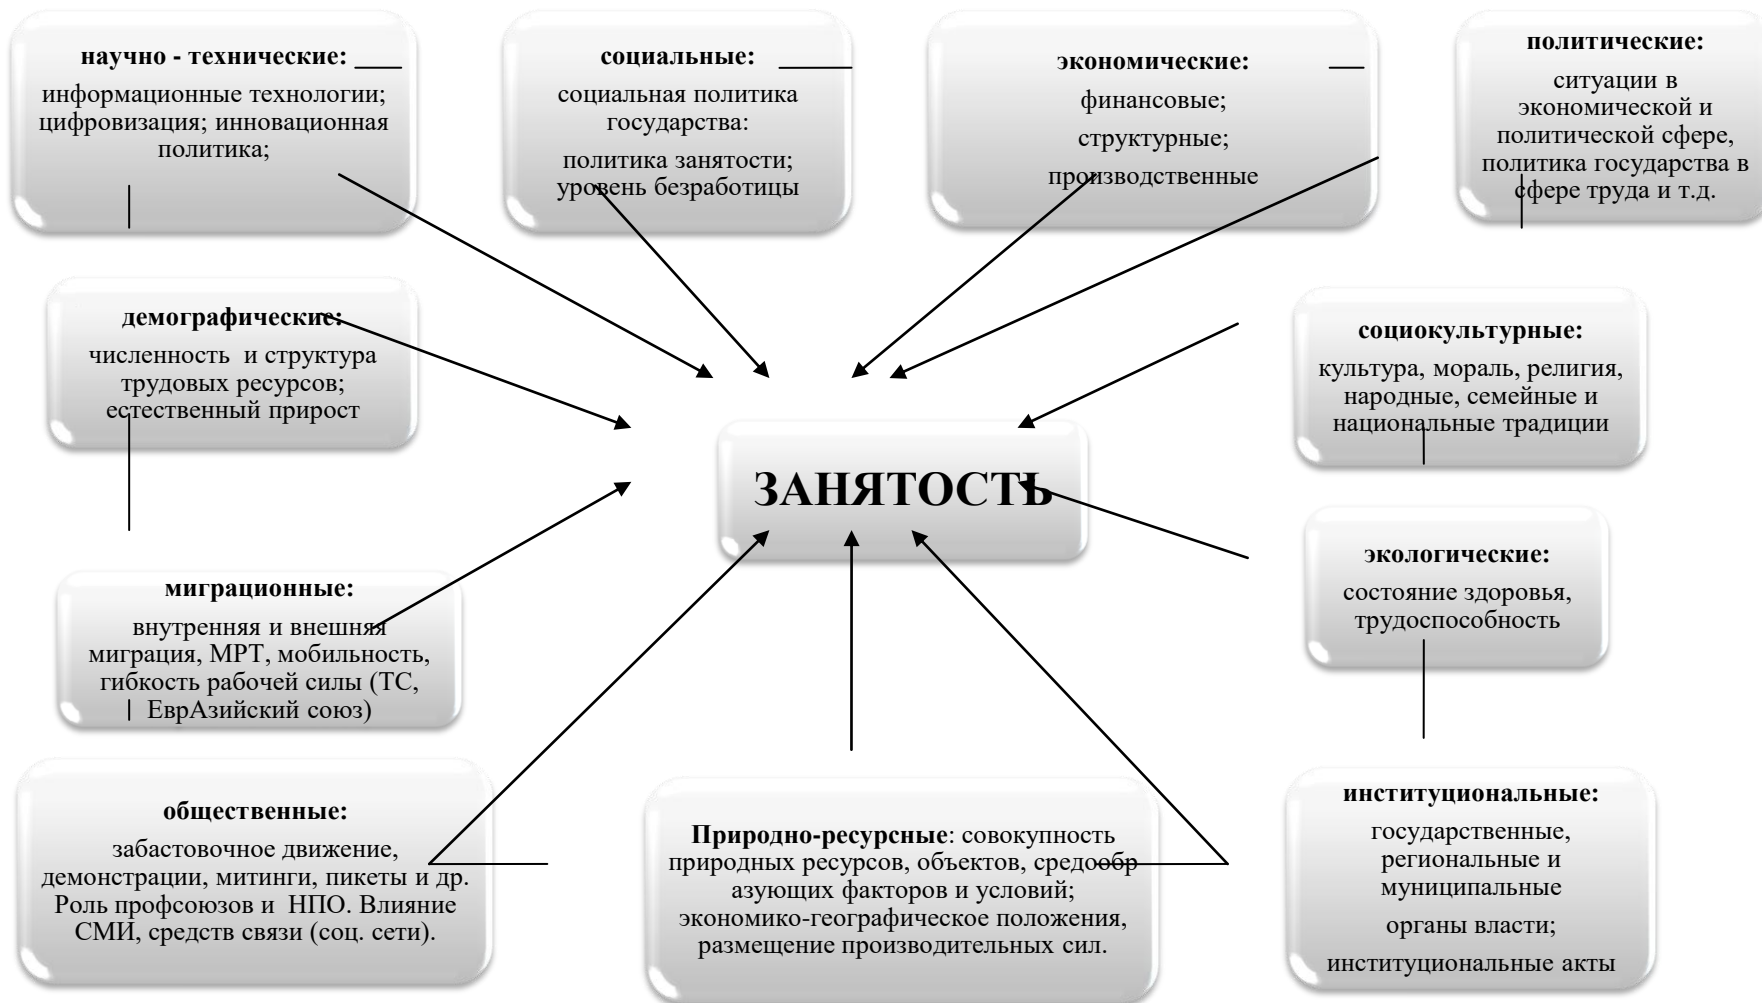 научно - технические: ____
информационные технологии;
цифровизация; инновационная
политика;
социальные: ______
социальная политика
государства:
политика занятости;
уровень безработицы
экономические: ___
финансовые;
структурные;
производственные
политические:
ситуации в
экономической и
политической сфере,
политика государства в
сфере труда и т.д.
демографические:
численность и структура
трудовых ресурсов;
естественный прирост
социокультурные:
культура, мораль, религия,
народные, семейные и
национальные традиции
ЗАНЯТОСТЬ
экологические:
состояние здоровья,
трудоспособность
миграционные:
внутренняя и внешняя
миграция, МРТ, мобильность,
гибкость рабочей силы (ТС,
ЕврАзийский союз)
общественные:
забастовочное движение,
демонстрации, митинги, пикеты и др.
Роль профсоюзов и НПО. Влияние
СМИ, средств связи (соц. сети).
Природно-ресурсные: совокупность
природных ресурсов, объектов, средообр
азующих факторов и условий;
экономико-географическое положения,
размещение производительных сил.
институциональные:
государственные,
региональные и
муниципальные
органы власти;
институциональные акты